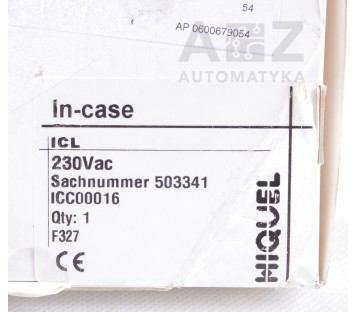 54
AP 0600679054
AUTOMATYKA
In-case
ICL
230Vac
Sachnummer 503341
ICC00016
Qty: 1
F327
CE
HIQUEL